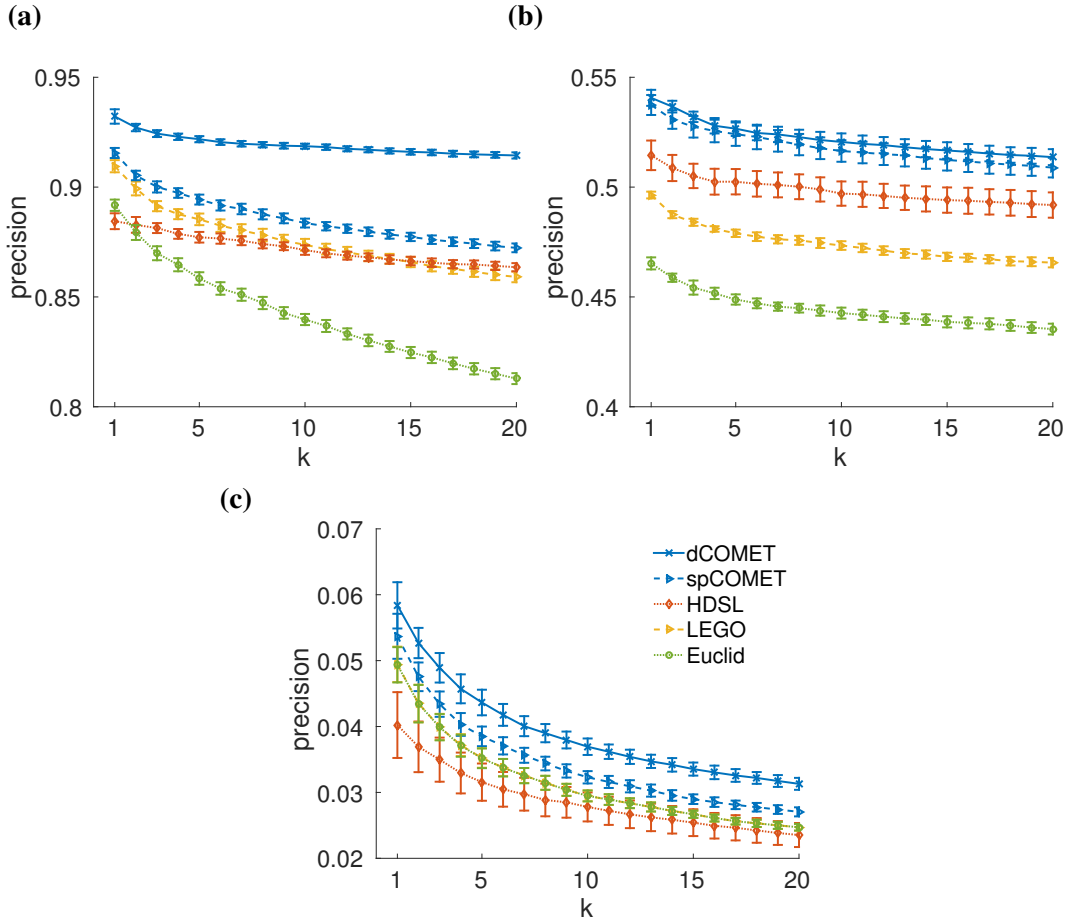 (a)
0.95
0.9
0.85
0.8
precision
1 5 10 15 20
k
(b)
0.55
0.5
0.45
0.4
precision
1 5 10 15 20
k
(c)
0.07
0.06
0.05
0.04
0.03
0.02
precision
1 5 10 15 20
k
dCOMET
spCOMET
HDSL
LEGO
Euclid